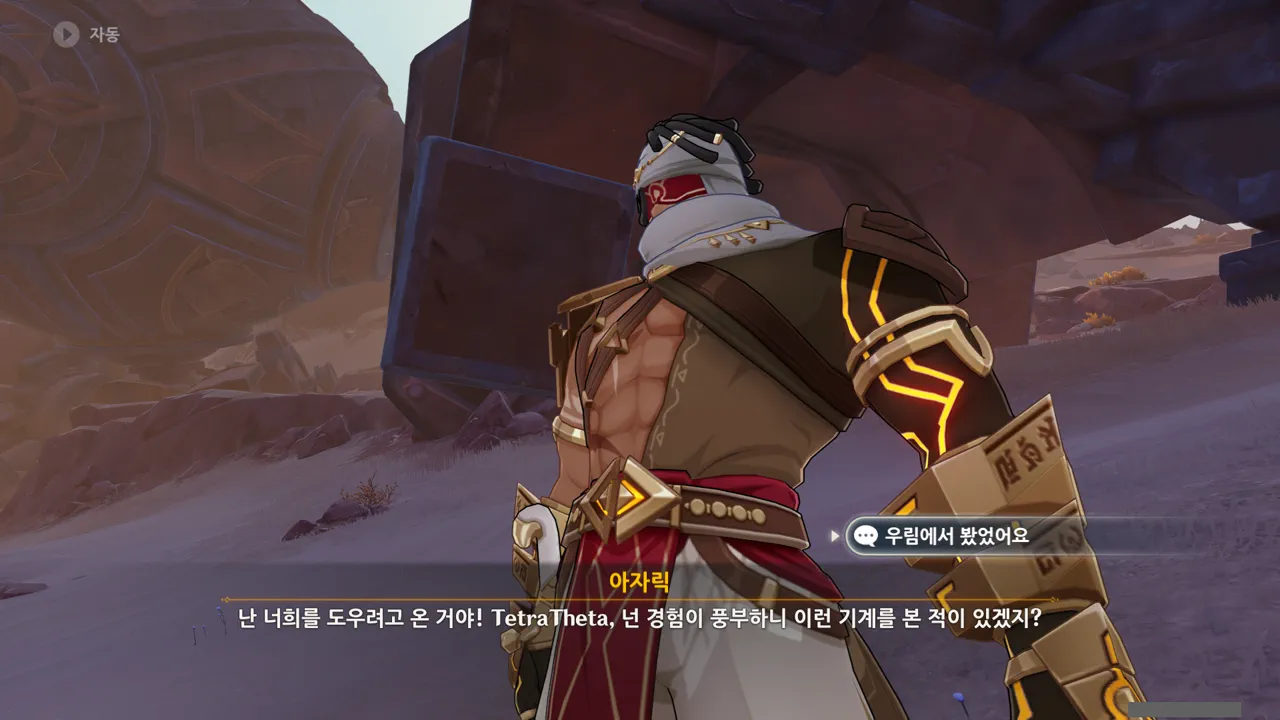 자동
우림에서 봤었어요
아자릭
난 너희를 도우려고 온 거야! TetraTheta, 넌 경험이 풍부하니 이런 기계를 본 적이 있겠지?